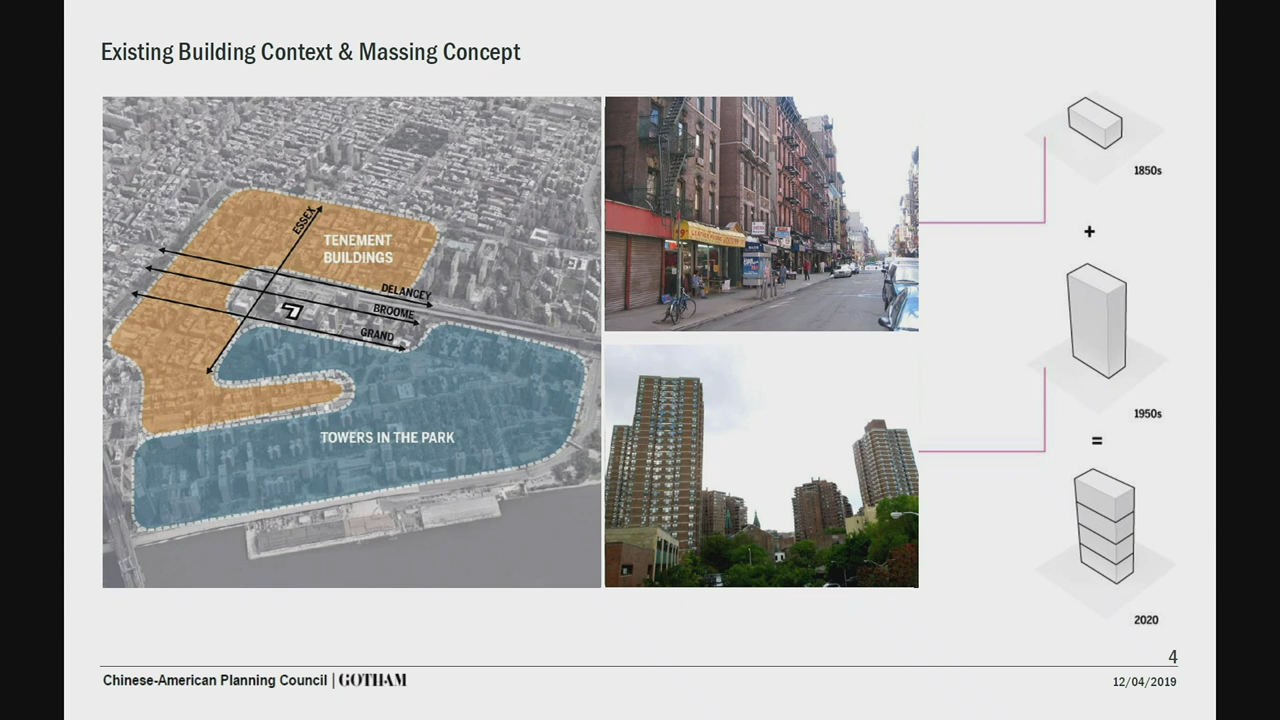 Existing Building Context & Massing Concept
ESSEX
TENEMENT
BUILDINGS
DELANCEY
BROOME
GRAND
TOWERS IN THE PARK
1850s
+
1950s
=
2020
4
Chinese-American Planning Council | GOTHAM
12/04/2019